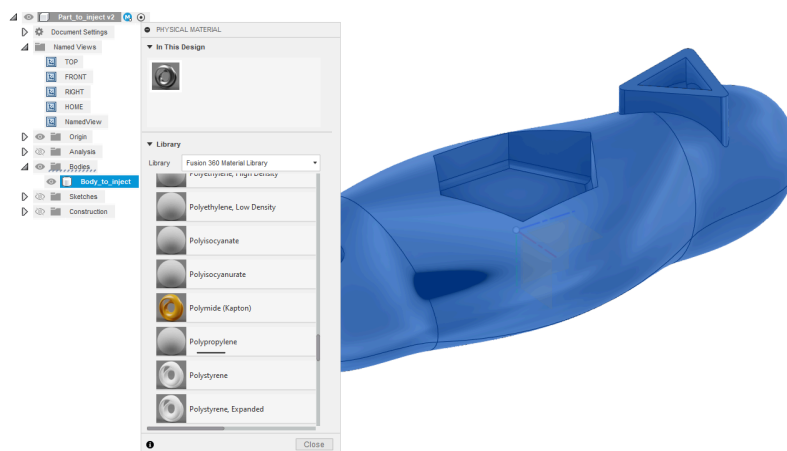 Part_to_inject v2
M
Document Settings
Named Views
TOP
FRONT
RIGHT
HOME
NamedView
Origin
Analysis
Bodies
Body_to_inject
Sketches
Construction
PHYSICAL MATERIAL
In This Design
Library
Library Fusion 360 Material Library
Polyethylene, High Density
Polyethylene, Low Density
Polyisocyanate
Polyisocyanurate
Polymide (Kapton)
Polypropylene
Polystyrene
Polystyrene, Expanded
Close